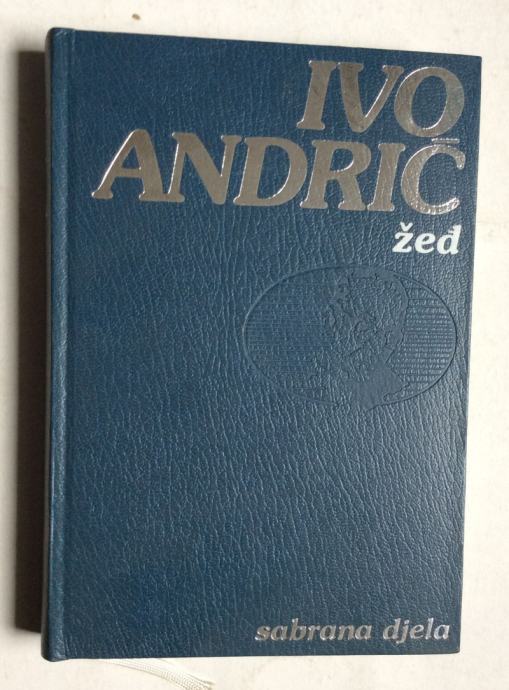 IVO
ANDRIĆ
žeđ
sabrana djela